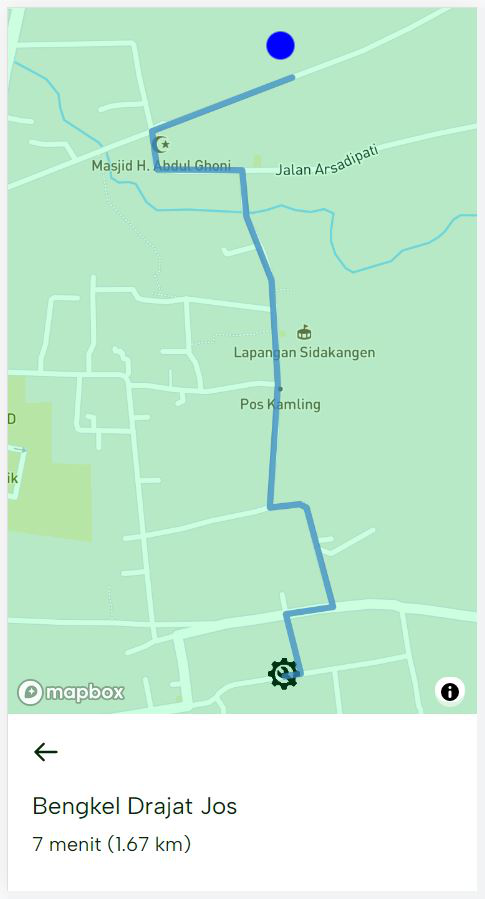 Masjid H. Abdul Ghoni
Jalan Arsadipati
Lapangan Sidakangen
Pos Kamling
D
ik
mapbox
Bengkel Drajat Jos
7 menit (1.67 km)